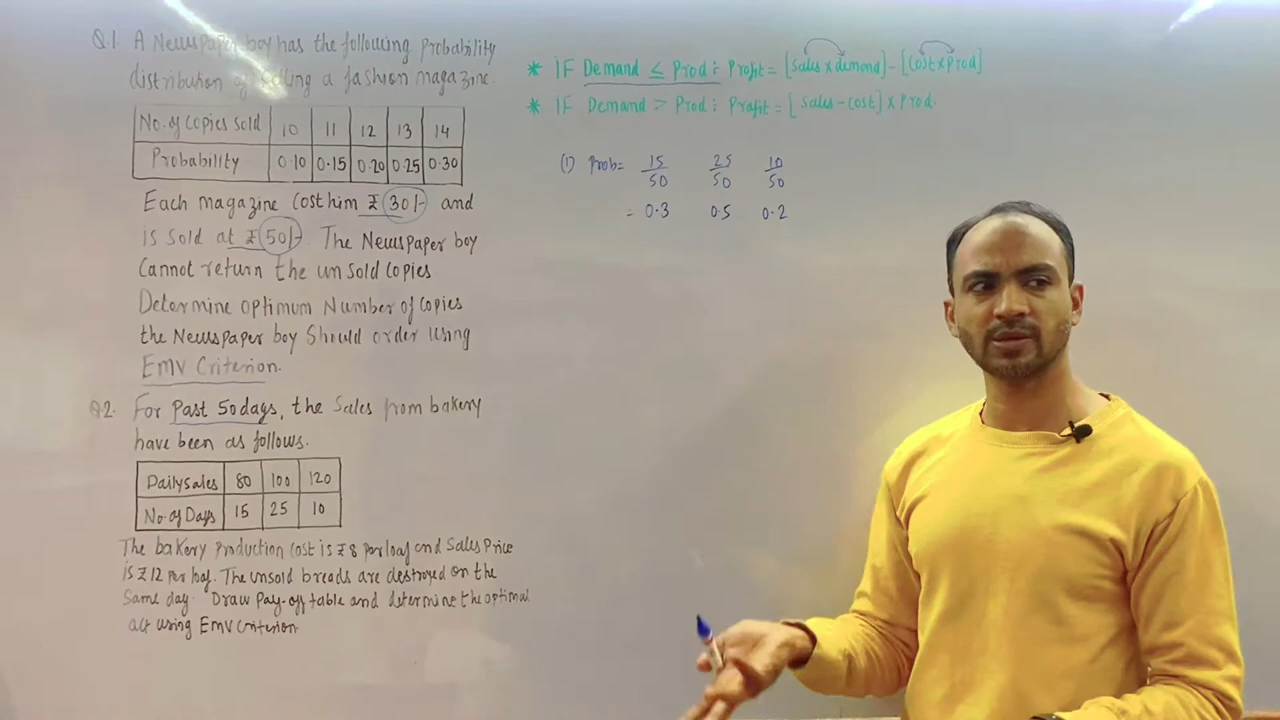 Q.1. A Newspaper boy has the following Probability
distribution of Selling a fashion magazine.
No. of Copies Sold 10 11 12 13 14
Probability 0.10 0.15 0.20 0.25 0.30
Each magazine Cost him ₹ 30/- and
is Sold at ₹ 50/-. The Newspaper boy
Cannot return the unsold Copies
Determine optimum Number of Copies
the Newspaper boy Should order Using
EMV Criterion.
Q.2. For Past 50 days, the Sales from bakery
have been as follows.
Daily Sales 80 100 120
No. of Days 15 25 10
The bakery Production Cost is ₹ 8 Per loaf and Sales Price
is ₹ 12 Per loaf. The unsold breads are destroyed on the
Same day. Draw Pay-off table and determine the optimal
act using EMV Criterion.
* IF Demand ≤ Prod : Profit = [Sales x demand] - [Cost x Prod]
* IF Demand > Prod : Profit = [Sales - Cost] x Prod.
(1) Prob = 15/50 25/50 10/50
= 0.3 0.5 0.2